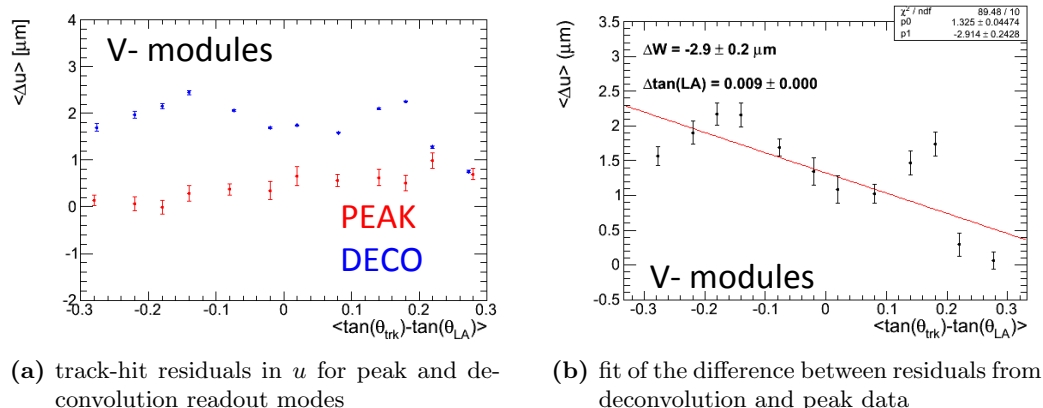 <Δu> [μm]
4
3
2
1
0
1
2
V- modules
PEAK
DECO
-0.3 -0.2 -0.1 0 0.1 0.2 0.3
<tan(θtrk)-tan(θLA)>
(a) track-hit residuals in u for peak and de-
convolution readout modes
<Δu> (μm)
3.5
3
2.5
2
1.5
1
0.5
0
-0.5
χ² / ndf 89.48 / 10
p0 1.325 ± 0.04474
p1 -2.914 ± 0.2428
ΔW = -2.9 ± 0.2 μm
Δtan(LA) = 0.009 ± 0.000
V- modules
-0.3 -0.2 -0.1 0 0.1 0.2 0.3
<tan(θtrk)-tan(θLA)>
(b) fit of the difference between residuals from
deconvolution and peak data